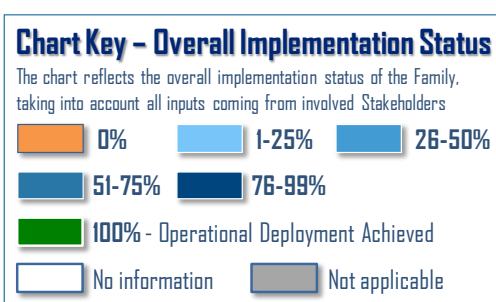 Chart Key – Overall Implementation Status
The chart reflects the overall implementation status of the Family,
taking into account all inputs coming from involved Stakeholders
0% 1-25% 26-50%
51-75% 76-99%
100% - Operational Deployment Achieved
No information Not applicable